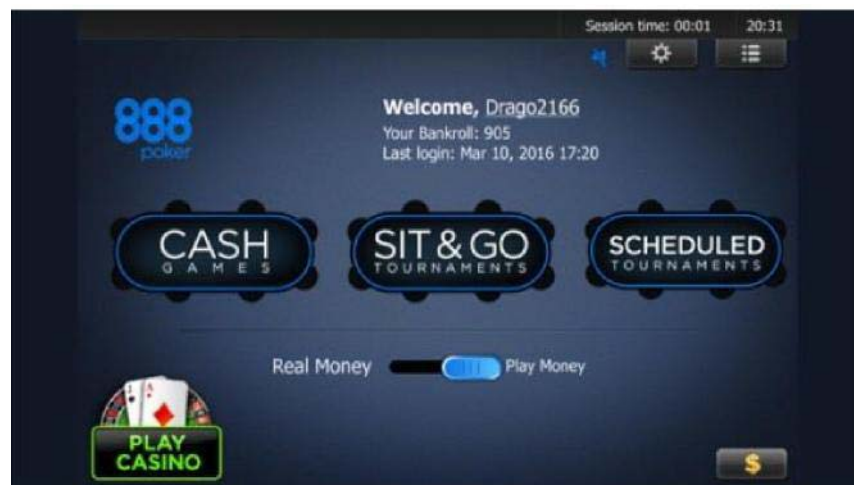 Session time: 00:01 20:31
888
poker
Welcome, Drago2166
Your Bankroll: 905
Last login: Mar 10, 2016 17:20
CASH
GAMES
SIT & GO
TOURNAMENTS
SCHEDULED
TOURNAMENTS
Real Money Play Money
A
PLAY
CASINO
$